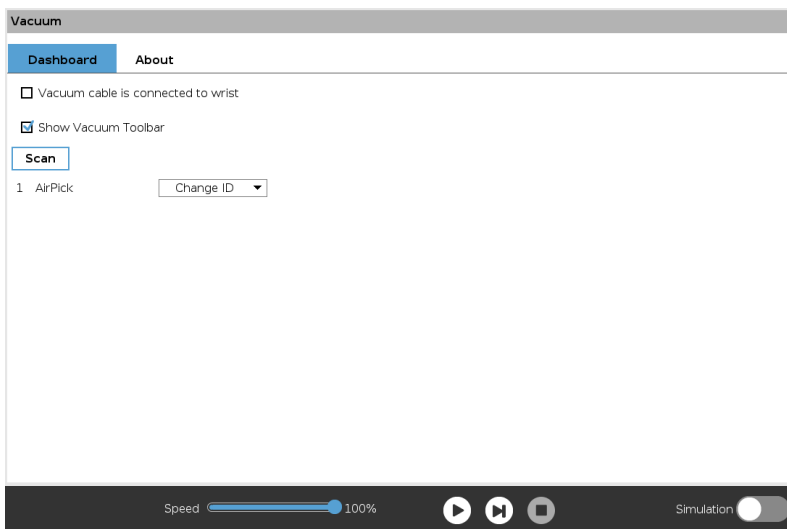 Vacuum
Dashboard About
Vacuum cable is connected to wrist
Show Vacuum Toolbar
Scan
1 AirPick Change ID
Speed 100% Simulation